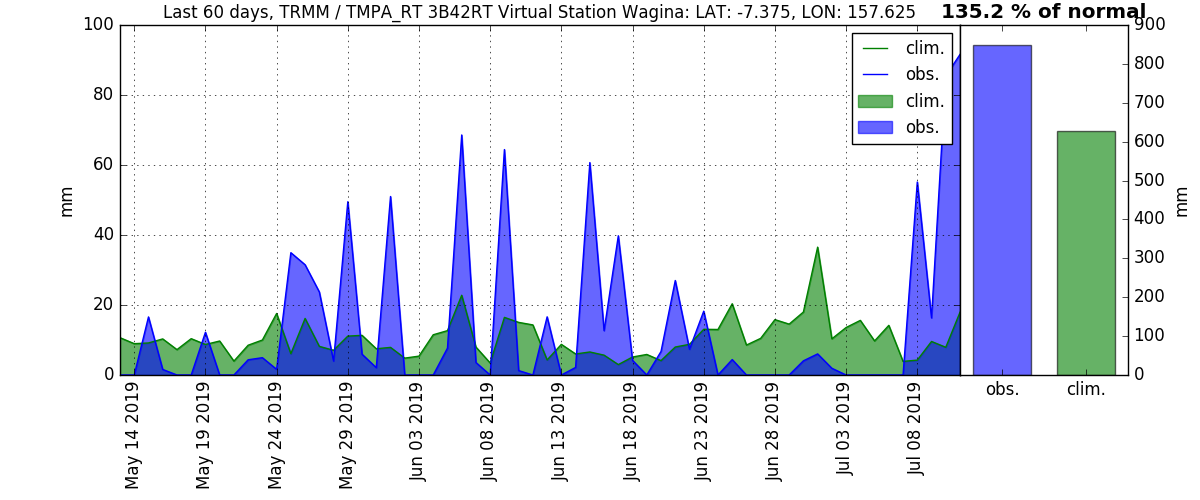 Last 60 days, TRMM / TMPA_RT 3B42RT Virtual Station Wagina: LAT: -7.375, LON: 157.625
135.2 % of normal
100
80
60
40
20
0
mm
clim.
obs.
clim.
obs.
900
800
700
600
500
400
300
200
100
0
mm
obs.
clim.
May 14 2019
May 19 2019
May 24 2019
May 29 2019
Jun 03 2019
Jun 08 2019
Jun 13 2019
Jun 18 2019
Jun 23 2019
Jun 28 2019
Jul 03 2019
Jul 08 2019